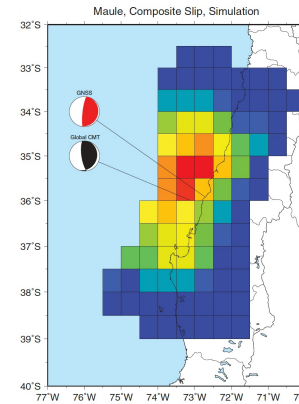 Maule, Composite Slip, Simulation
32˚S
33˚S
GNSS
34˚S
Global CMT
35˚S
36˚S
37˚S
38˚S
39˚S
40˚S
77˚W 76˚W 75˚W 74˚W 73˚W 72˚W 71˚W 70